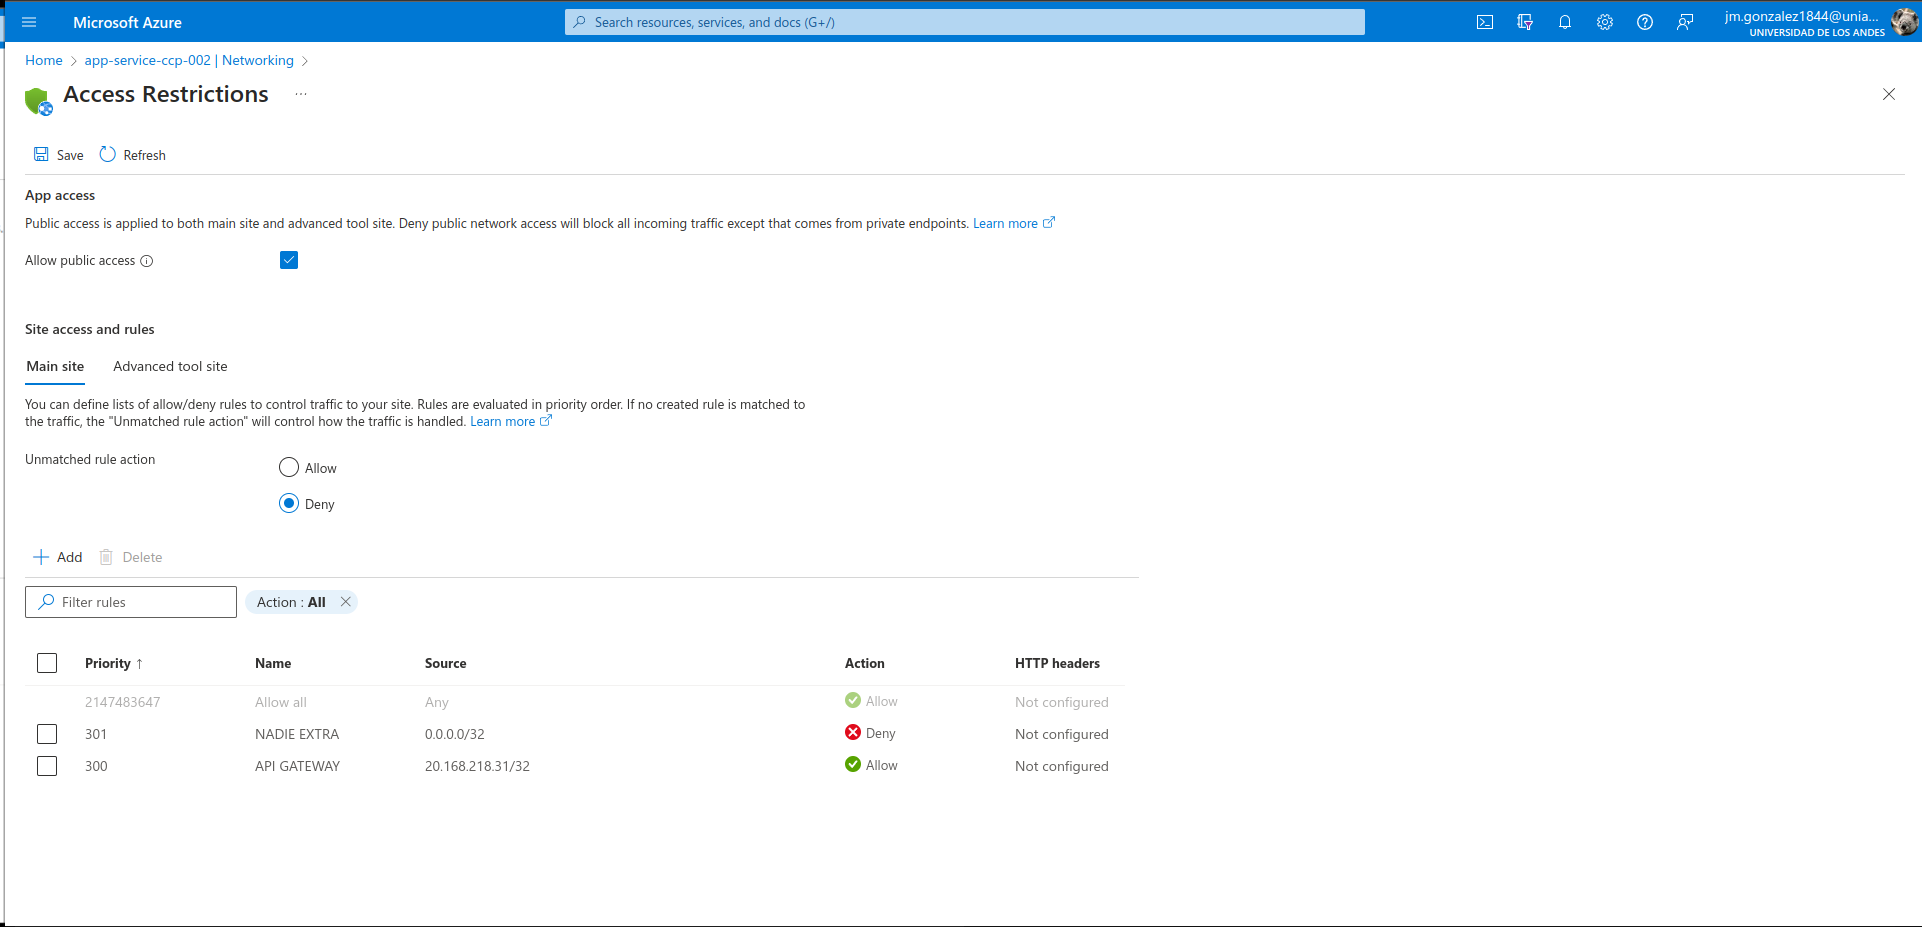 Microsoft Azure
Search resources, services, and docs (G+/)
jm.gonzalez1844@unia...
UNIVERSIDAD DE LOS ANDES
Home > app-service-ccp-002 | Networking >
Access Restrictions ...
Save Refresh
App access
Public access is applied to both main site and advanced tool site. Deny public network access will block all incoming traffic except that comes from private endpoints. Learn more
Allow public access
Site access and rules
Main site Advanced tool site
You can define lists of allow/deny rules to control traffic to your site. Rules are evaluated in priority order. If no created rule is matched to
the traffic, the "Unmatched rule action" will control how the traffic is handled. Learn more
Unmatched rule action
Allow
Deny
Add Delete
Filter rules Action : All
Priority ↑ Name Source Action HTTP headers
2147483647 Allow all Any Allow Not configured
301 NADIE EXTRA 0.0.0.0/32 Deny Not configured
300 API GATEWAY 20.168.218.31/32 Allow Not configured